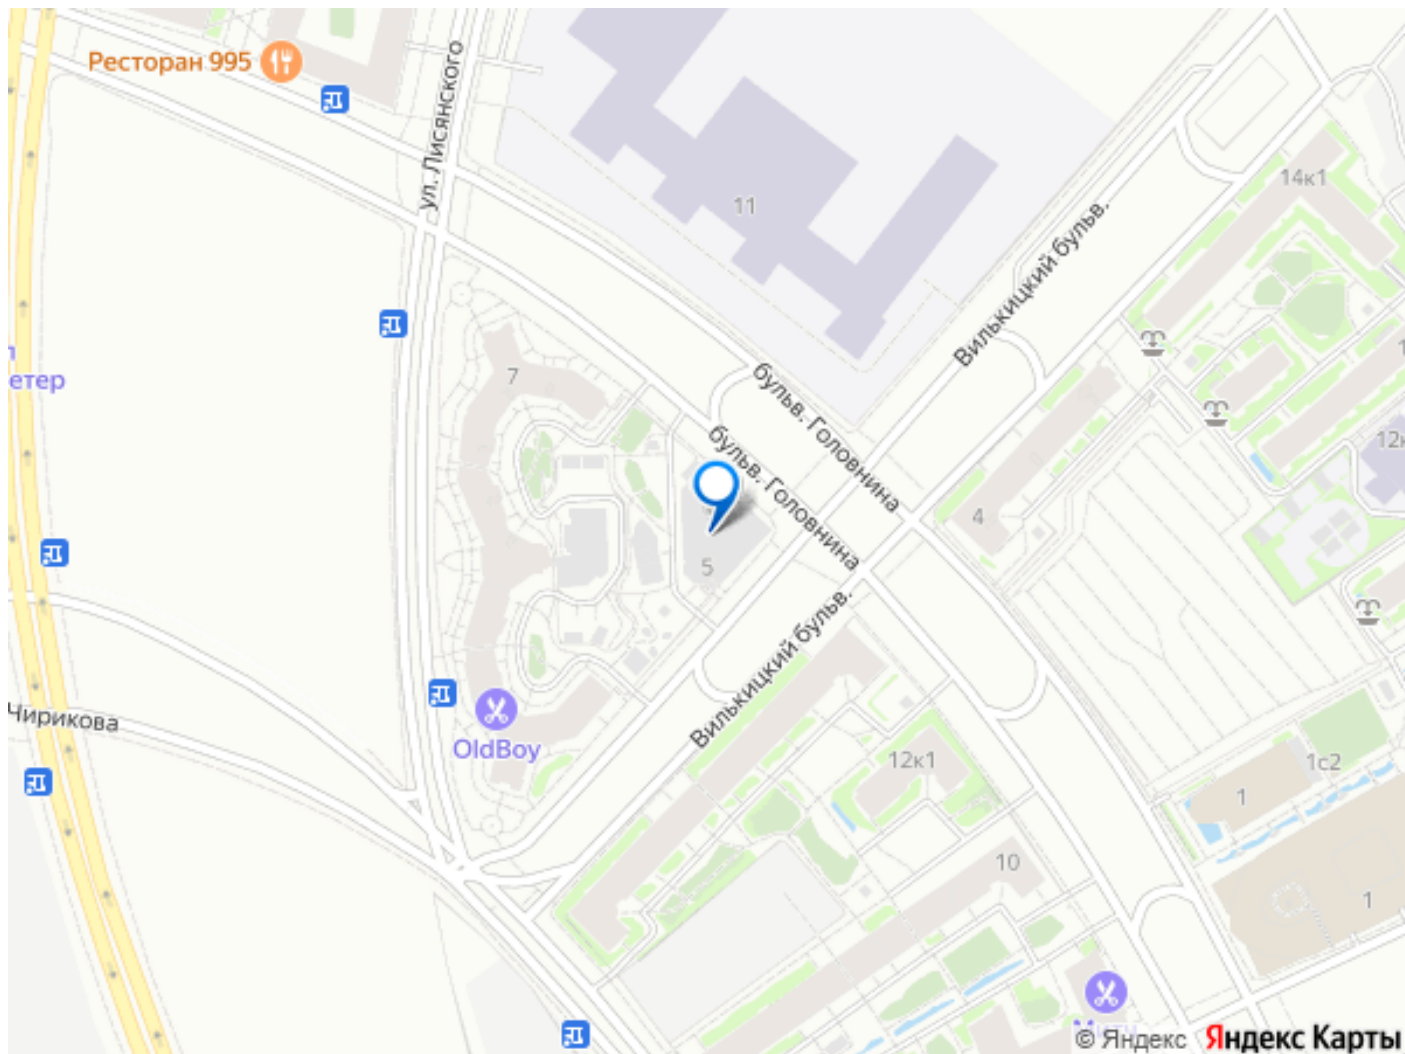 Ресторан 995
ул. Лисянского
11
14к1
Вилькицкий бульв.
7
етер
бульв. Головнина
бульв. Головнина
12к
4
5
Вилькицкий бульв.
Чирикова
OldBoy
12к1
1с2
1
10
1
© Яндекс Яндекс Карты